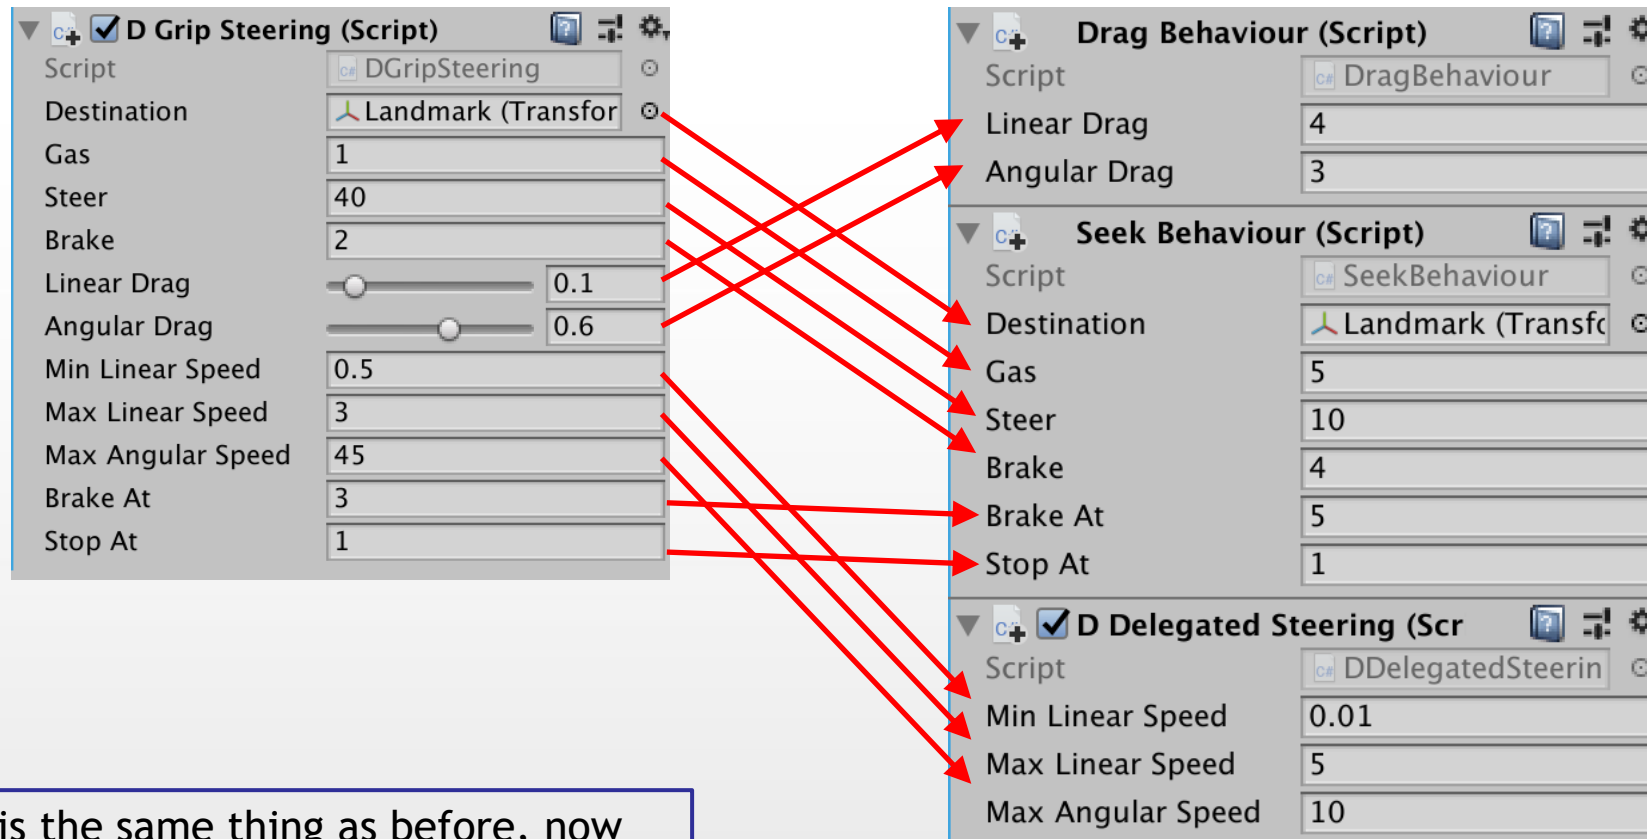 D Grip Steering (Script)
Script DGripSteering
Destination Landmark (Transfor
Gas 1
Steer 40
Brake 2
Linear Drag 0.1
Angular Drag 0.6
Min Linear Speed 0.5
Max Linear Speed 3
Max Angular Speed 45
Brake At 3
Stop At 1
is the same thing as before, now
Drag Behaviour (Script)
Script DragBehaviour
Linear Drag 4
Angular Drag 3
Seek Behaviour (Script)
Script SeekBehaviour
Destination Landmark (Transfo
Gas 5
Steer 10
Brake 4
Brake At 5
Stop At 1
D Delegated Steering (Scr
Script DDelegatedSteerin
Min Linear Speed 0.01
Max Linear Speed 5
Max Angular Speed 10